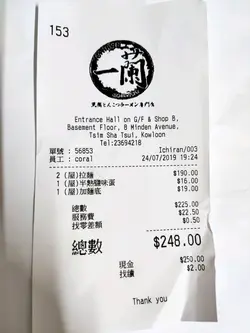 153
一蘭
天然とんこつラーメン専門店
Entrance Hall on G/F & Shop B,
Basement Floor, 8 Minden Avenue,
Tsim Sha Tsui, Kowloon
Tel:23694218
單號 : 56853 Ichiran/003
員工 : coral 24/07/2019 19:24
2 (屋)拉麵 $190.00
1 (屋)半熟鹽味蛋 $16.00
1 (屋)加麵底 $19.00
總數 $225.00
服務費 $22.50
找零差額 $0.50
總數 $248.00
現金 $250.00
找續 $2.00
Thank you